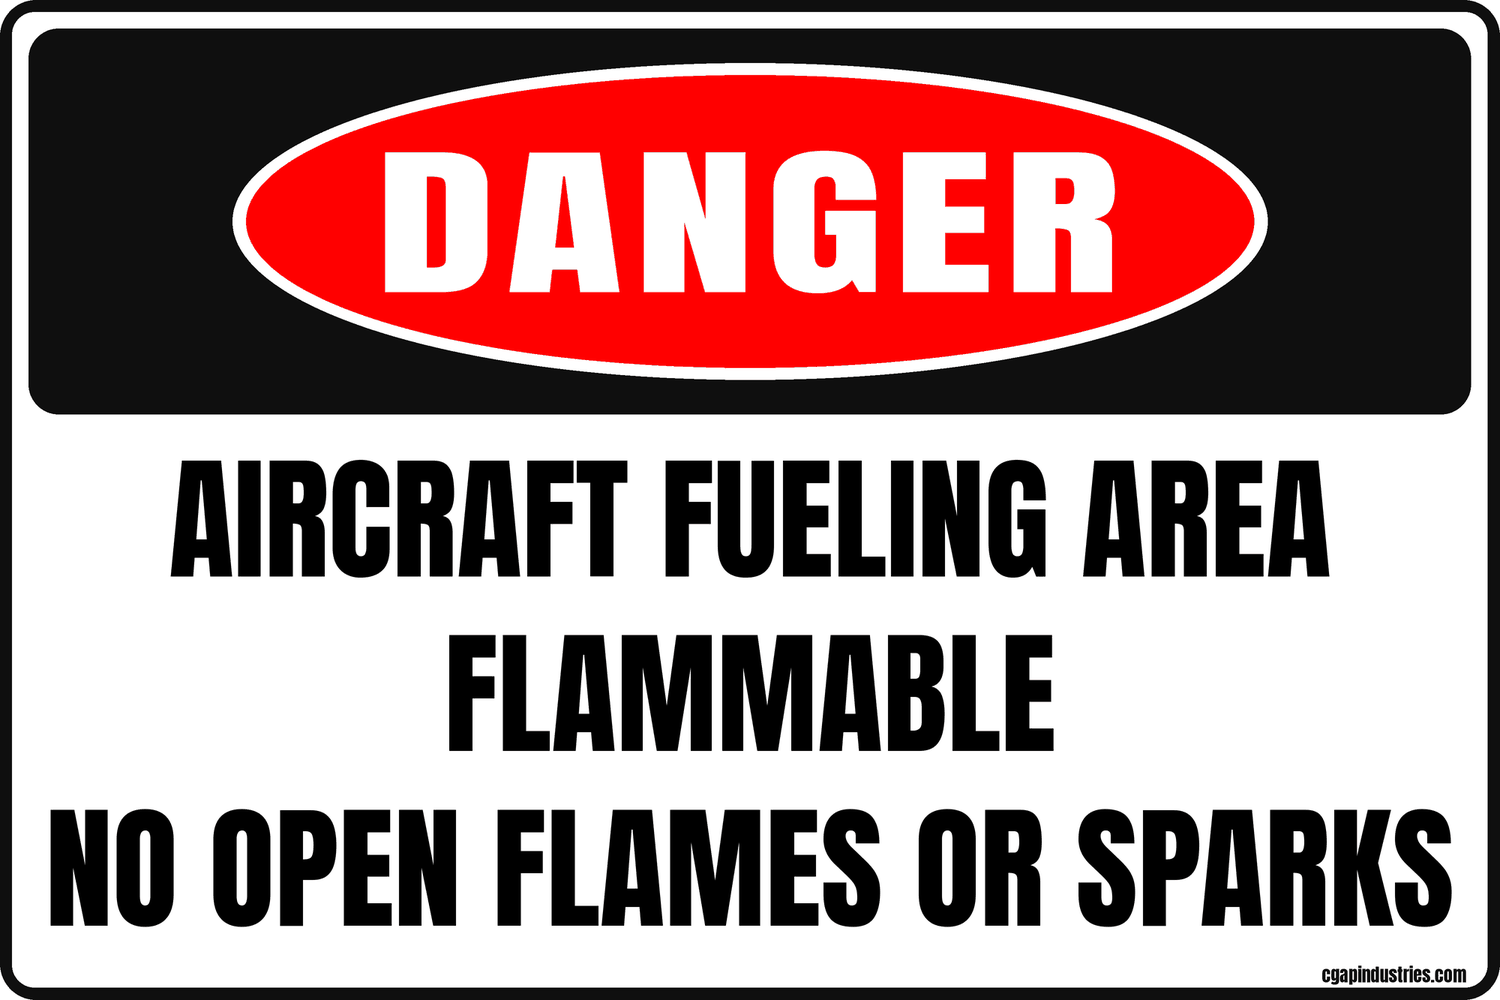 DANGER
AIRCRAFT FUELING AREA
FLAMMABLE
NO OPEN FLAMES OR SPARKS
cgapindustries.com